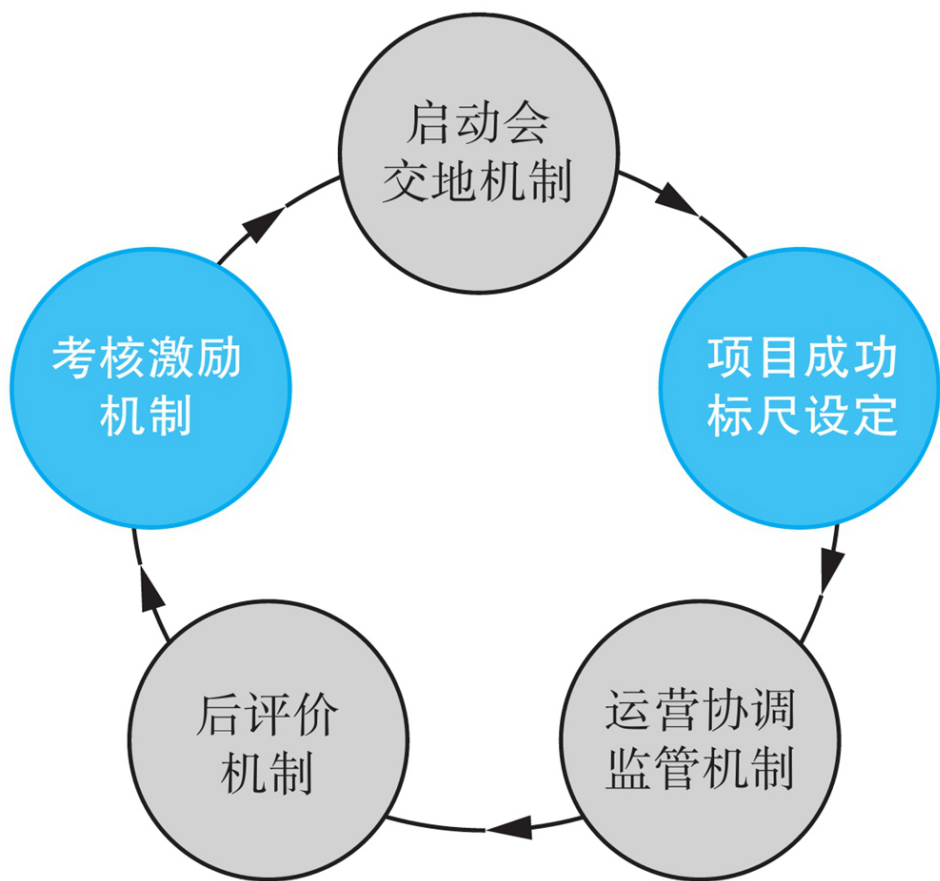 启动会
交地机制
项目成功
标尺设定
运营协调
监管机制
后评价
机制
考核激励
机制